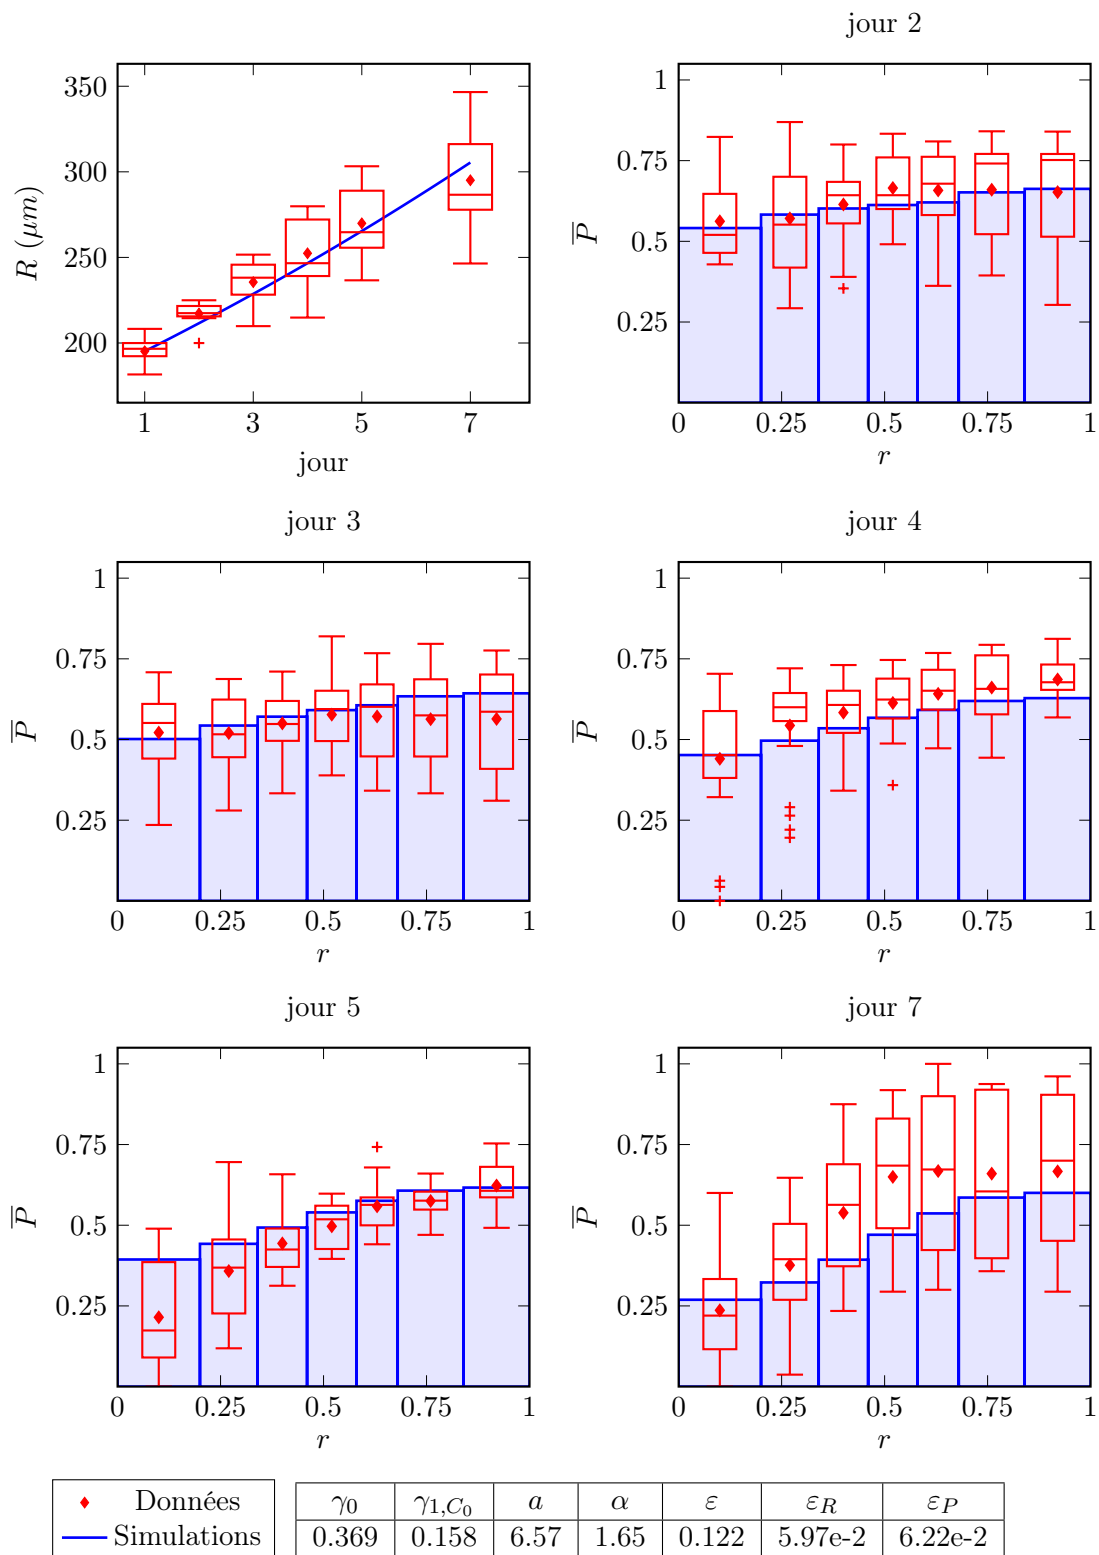 jour 2
350
300
250
200
R (μm)
1 3 5 7
jour
1
0.75
0.5
0.25
P̅
0 0.25 0.5 0.75 1
r
jour 3
1
0.75
0.5
0.25
P̅
0 0.25 0.5 0.75 1
r
jour 4
1
0.75
0.5
0.25
P̅
0 0.25 0.5 0.75 1
r
jour 5
1
0.75
0.5
0.25
P̅
0 0.25 0.5 0.75 1
r
jour 7
1
0.75
0.5
0.25
P̅
0 0.25 0.5 0.75 1
r
Données
Simulations
γ₀ γ₁,C₀ a α ε ε_R ε_P
0.369 0.158 6.57 1.65 0.122 5.97e-2 6.22e-2